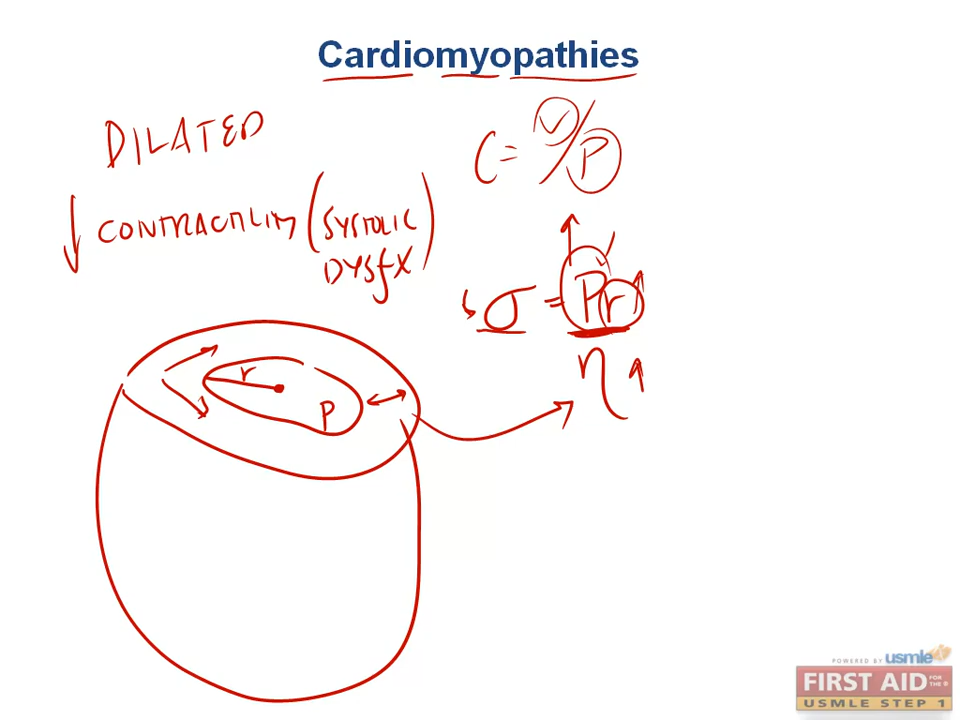 Cardiomyopathies
DILATED
C = V/P
↓ CONTRACTILITY (SYSTOLIC
DYSfX)
σ = Pr↑
η↑
r
P
POWERED BY usmle
FIRST AID FOR THE®
USMLE STEP 1